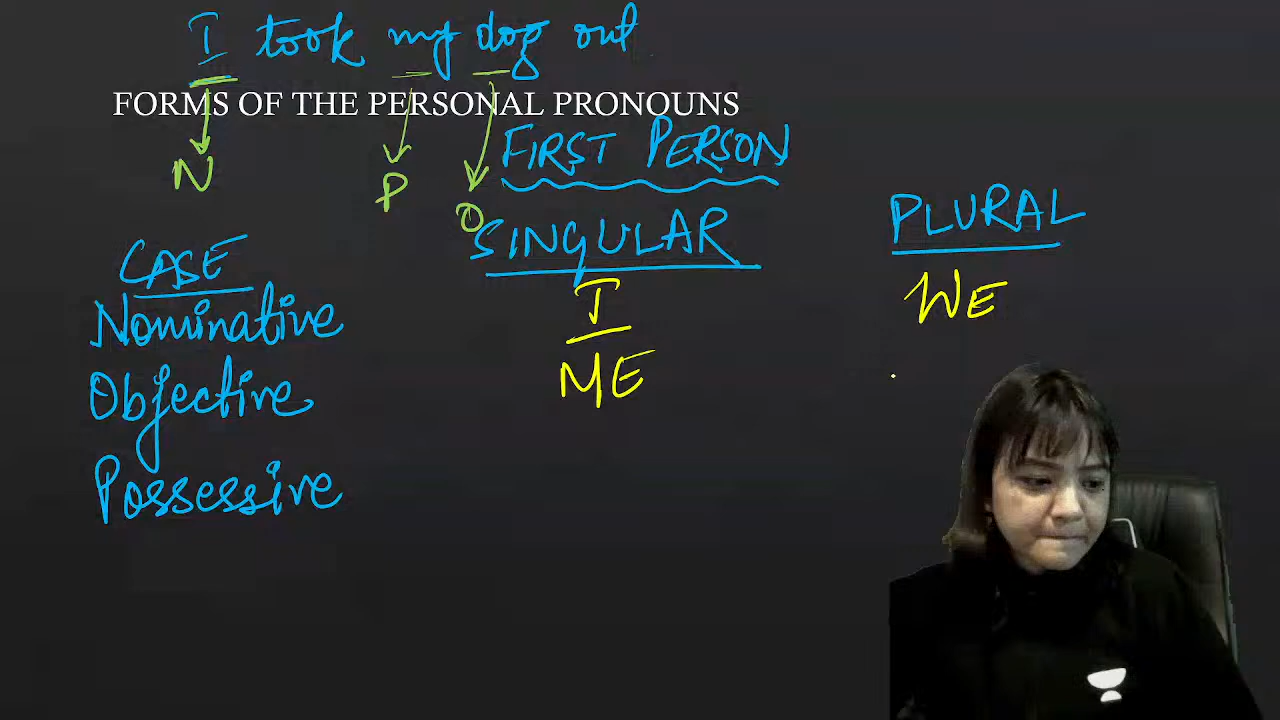 I took my dog out
FORMS OF THE PERSONAL PRONOUNS
N P O
FIRST PERSON
CASE SINGULAR PLURAL
Nominative I WE
Objective ME
Possessive